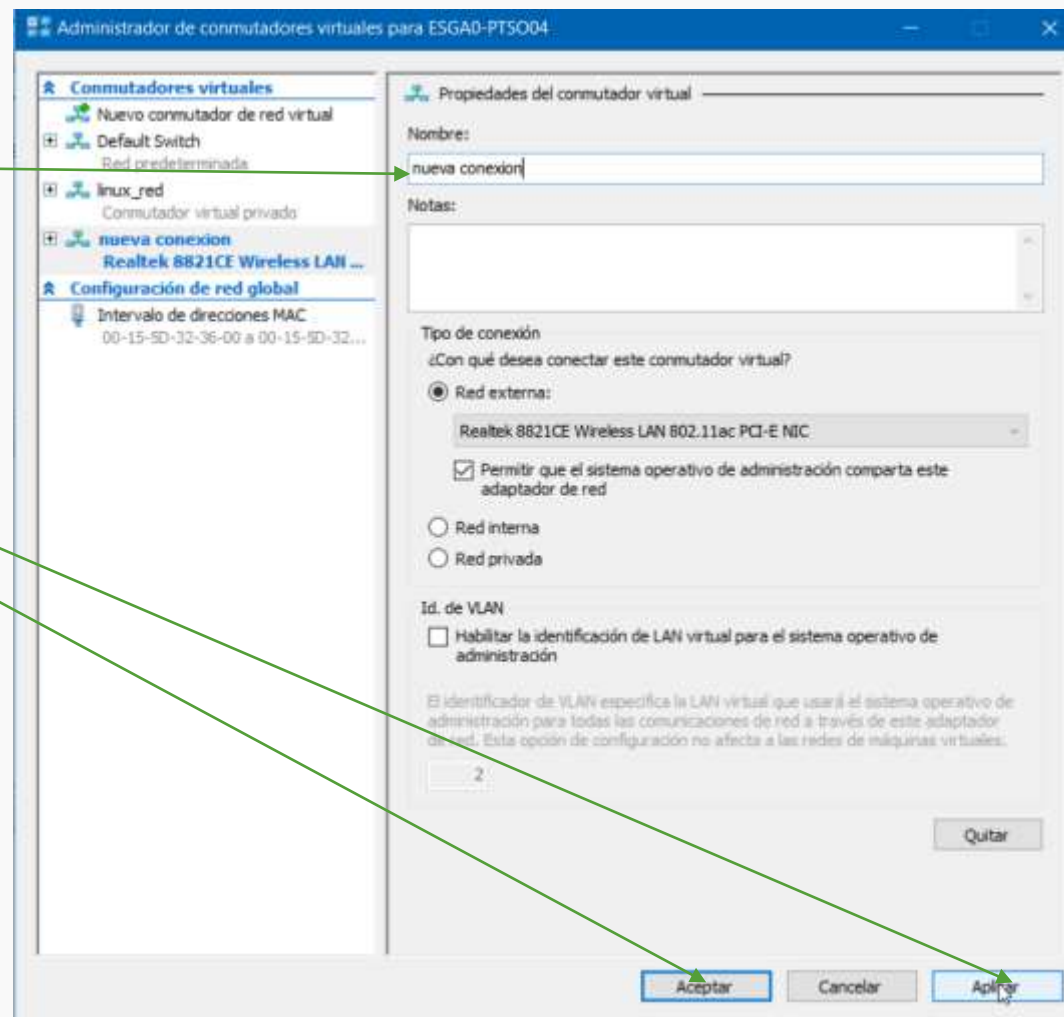 Administrador de conmutadores virtuales para ESGA0-PTSO04
Conmutadores virtuales
Nuevo conmutador de red virtual
Default Switch
Red predeterminada
linux_red
Conmutador virtual privado
nueva conexion
Realtek 8821CE Wireless LAN ...
Configuración de red global
Intervalo de direcciones MAC
00-15-5D-32-36-00 a 00-15-5D-32...
Propiedades del conmutador virtual
Nombre:
nueva conexion
Notas:
Tipo de conexión
¿Con qué desea conectar este conmutador virtual?
Red externa:
Realtek 8821CE Wireless LAN 802.11ac PCI-E NIC
Permitir que el sistema operativo de administración comparta este
adaptador de red
Red interna
Red privada
Id. de VLAN
Habilitar la identificación de LAN virtual para el sistema operativo de
administración
El identificador de VLAN especifica la LAN virtual que usará el sistema operativo de
administración para todas las comunicaciones de red a través de este adaptador
de red. Esta opción de configuración no afecta a las redes de máquinas virtuales.
2
Quitar
Aceptar
Cancelar
Aplicar